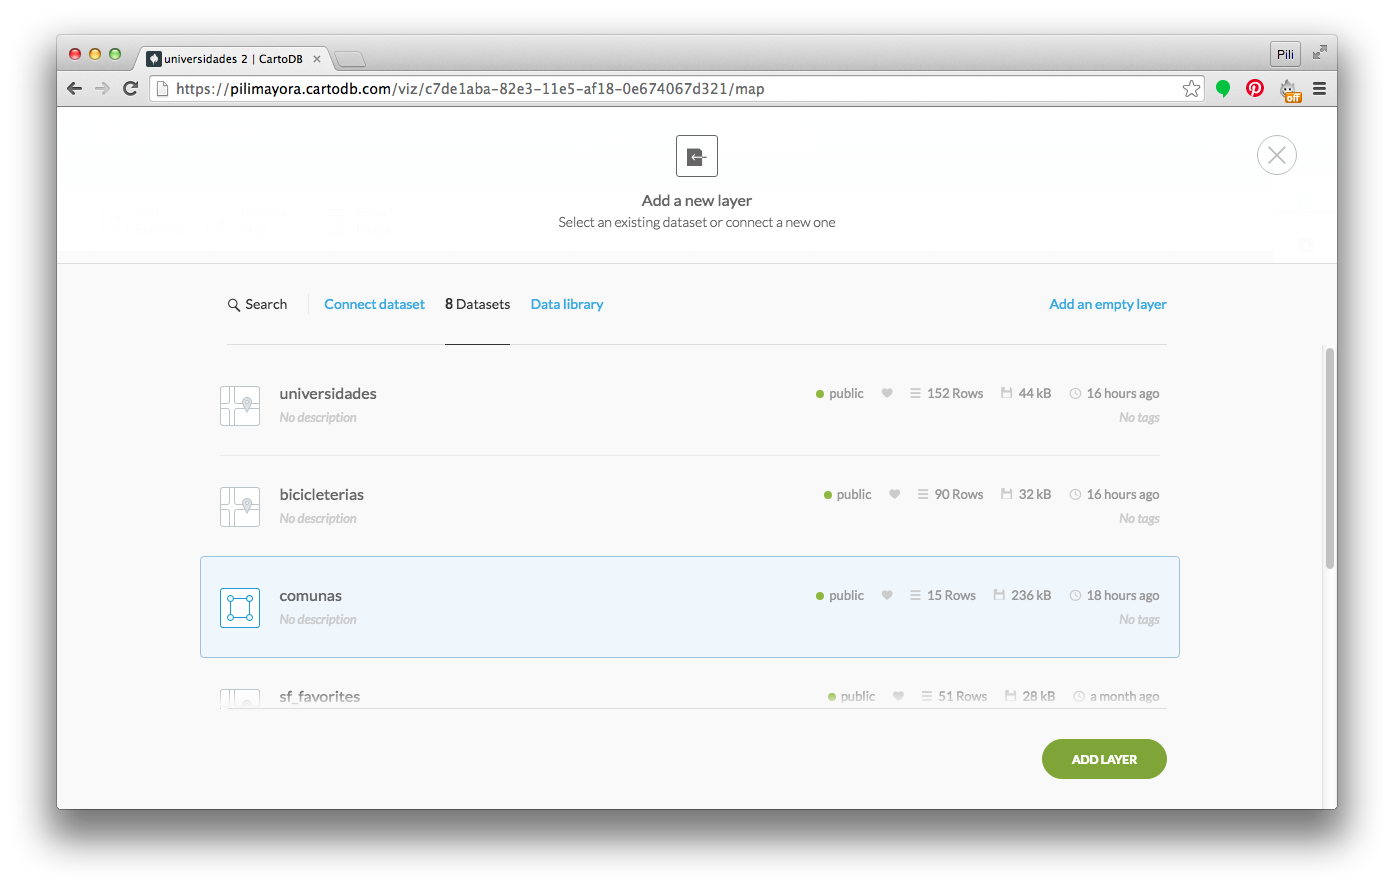 universidades 2 | CartoDB
Pili
https://pilimayora.cartodb.com/viz/c7de1aba-82e3-11e5-af18-0e674067d321/map
off
Add a new layer
Select an existing dataset or connect a new one
Search Connect dataset 8 Datasets Data library Add an empty layer
universidades public 152 Rows 44 kB 16 hours ago
No description No tags
bicicleterias public 90 Rows 32 kB 16 hours ago
No description No tags
comunas public 15 Rows 236 kB 18 hours ago
No description No tags
sf_favorites public 51 Rows 28 kB a month ago
ADD LAYER